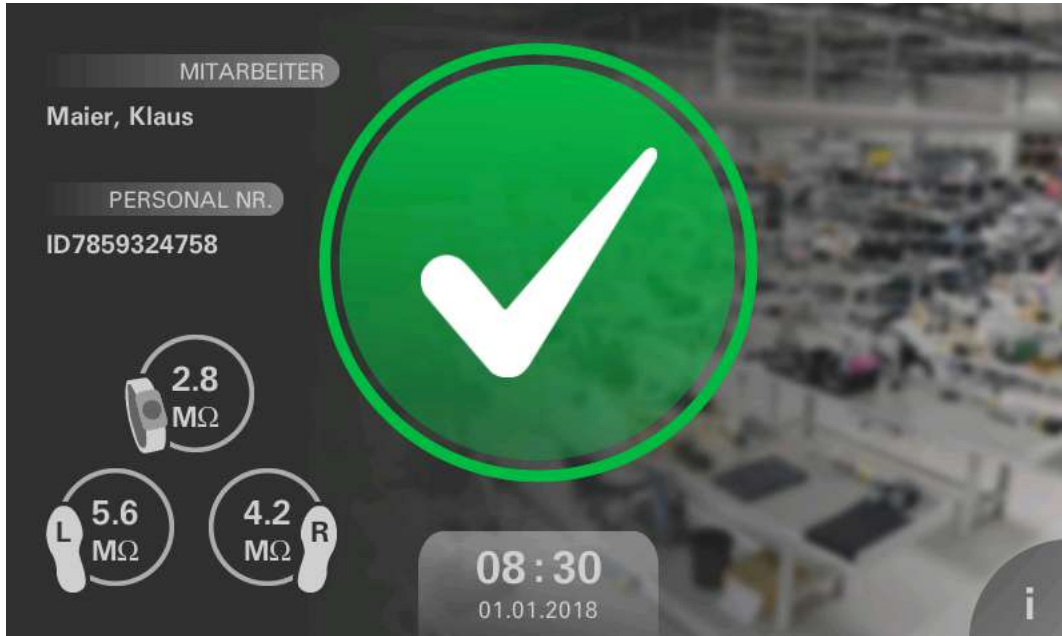 MITARBEITER
Maier, Klaus
PERSONAL NR.
ID7859324758
2.8
MΩ
L
5.6
MΩ
4.2
MΩ
R
08:30
01.01.2018
i